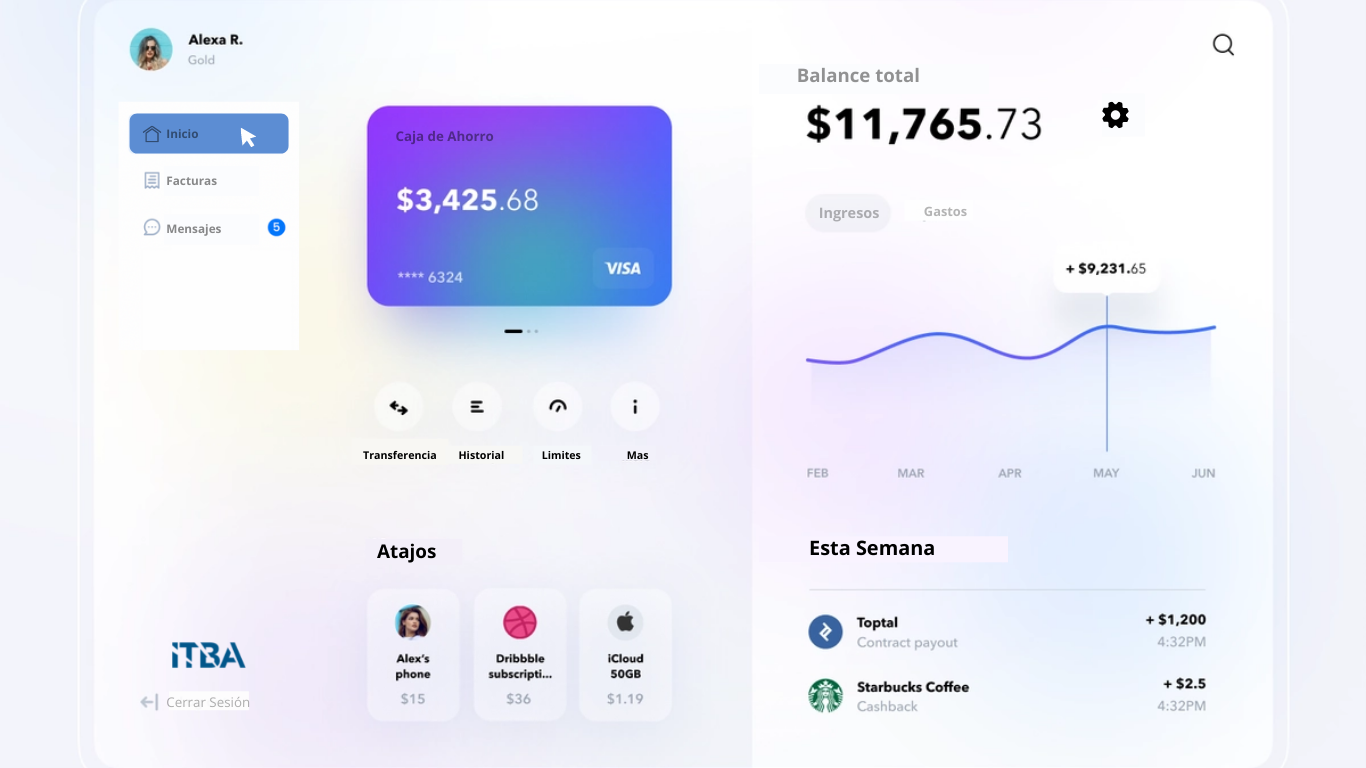 Alexa R.
Gold
Inicio
Facturas
Mensajes 5
Caja de Ahorro
$3,425.68
**** 6324
VISA
Transferencia Historial Limites Mas
Atajos
Alex’s
phone
$15
Dribbble
subscripti...
$36
iCloud
50GB
$1.19
iTBA
Cerrar Sesión
Balance total
$11,765.73
Ingresos Gastos
+ $9,231.65
FEB MAR APR MAY JUN
Esta Semana
Toptal + $1,200
Contract payout 4:32PM
Starbucks Coffee + $2.5
Cashback 4:32PM